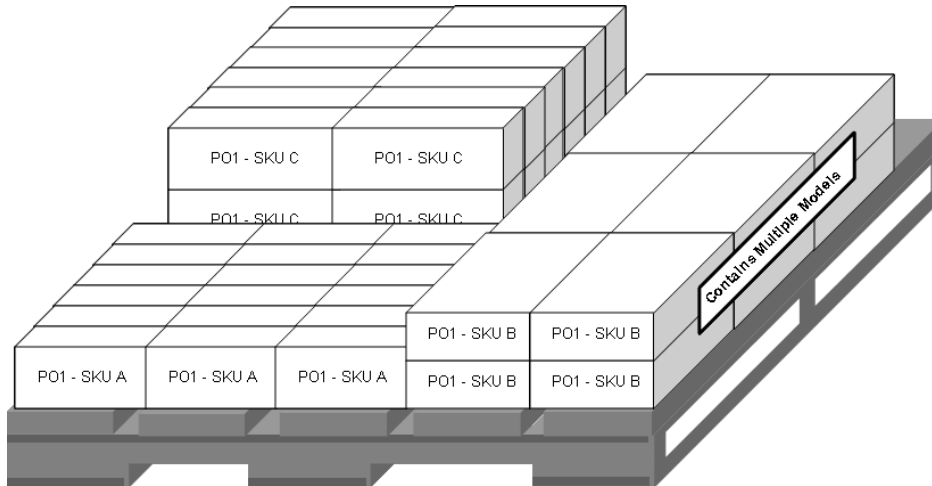 PO1 - SKU C PO1 - SKU C
PO1 - SKU C PO1 - SKU C
Contains Multiple Models
PO1 - SKU B PO1 - SKU B
PO1 - SKU A PO1 - SKU A PO1 - SKU A PO1 - SKU B PO1 - SKU B